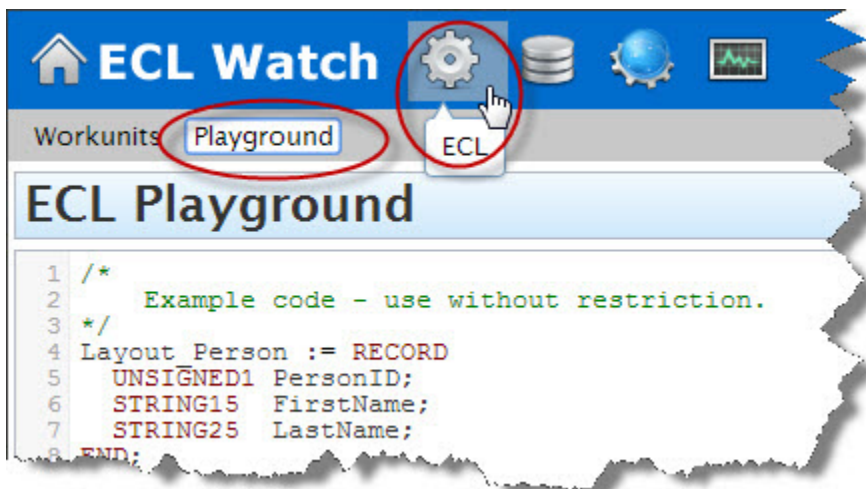 ECL Watch
Workunits Playground
ECL
ECL Playground
1 /*
2     Example code - use without restriction.
3 */
4 Layout_Person := RECORD
5   UNSIGNED1 PersonID;
6   STRING15  FirstName;
7   STRING25  LastName;
8 END;